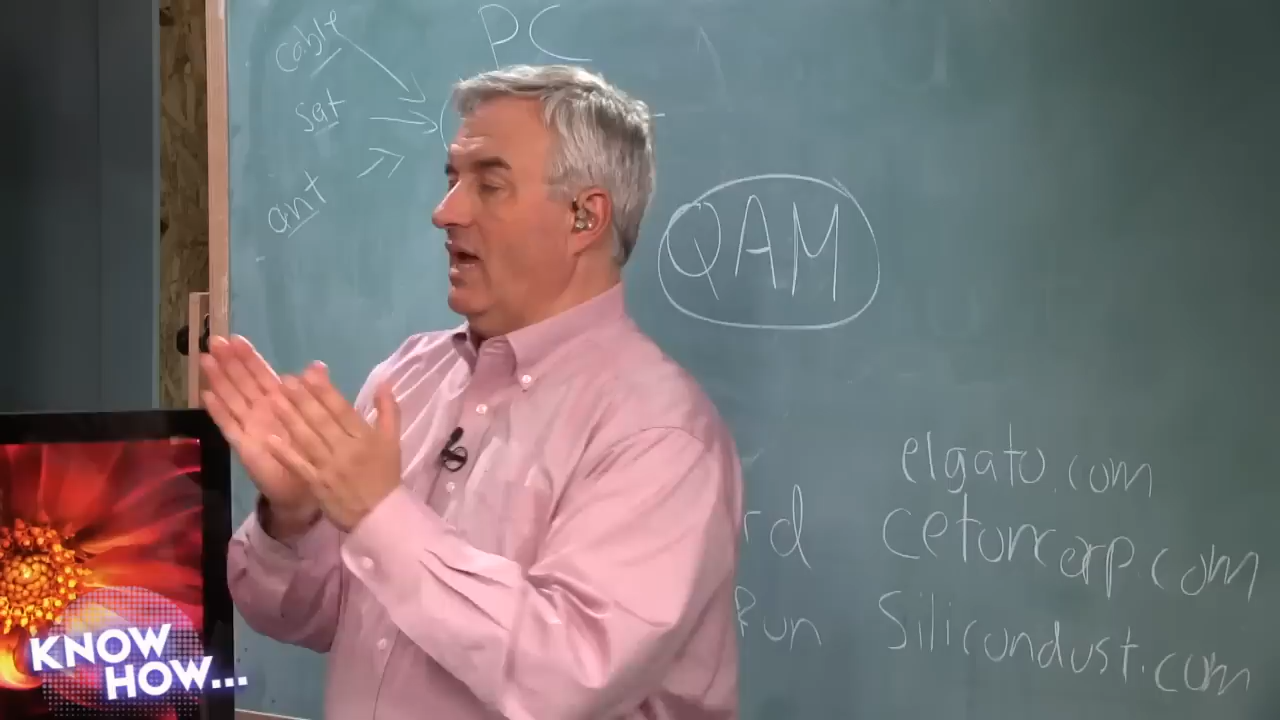 cable
PC
sat
ant
QAM
elgato.com
rd cetoncorp.com
Run Silicondust.com
KNOW
HOW...